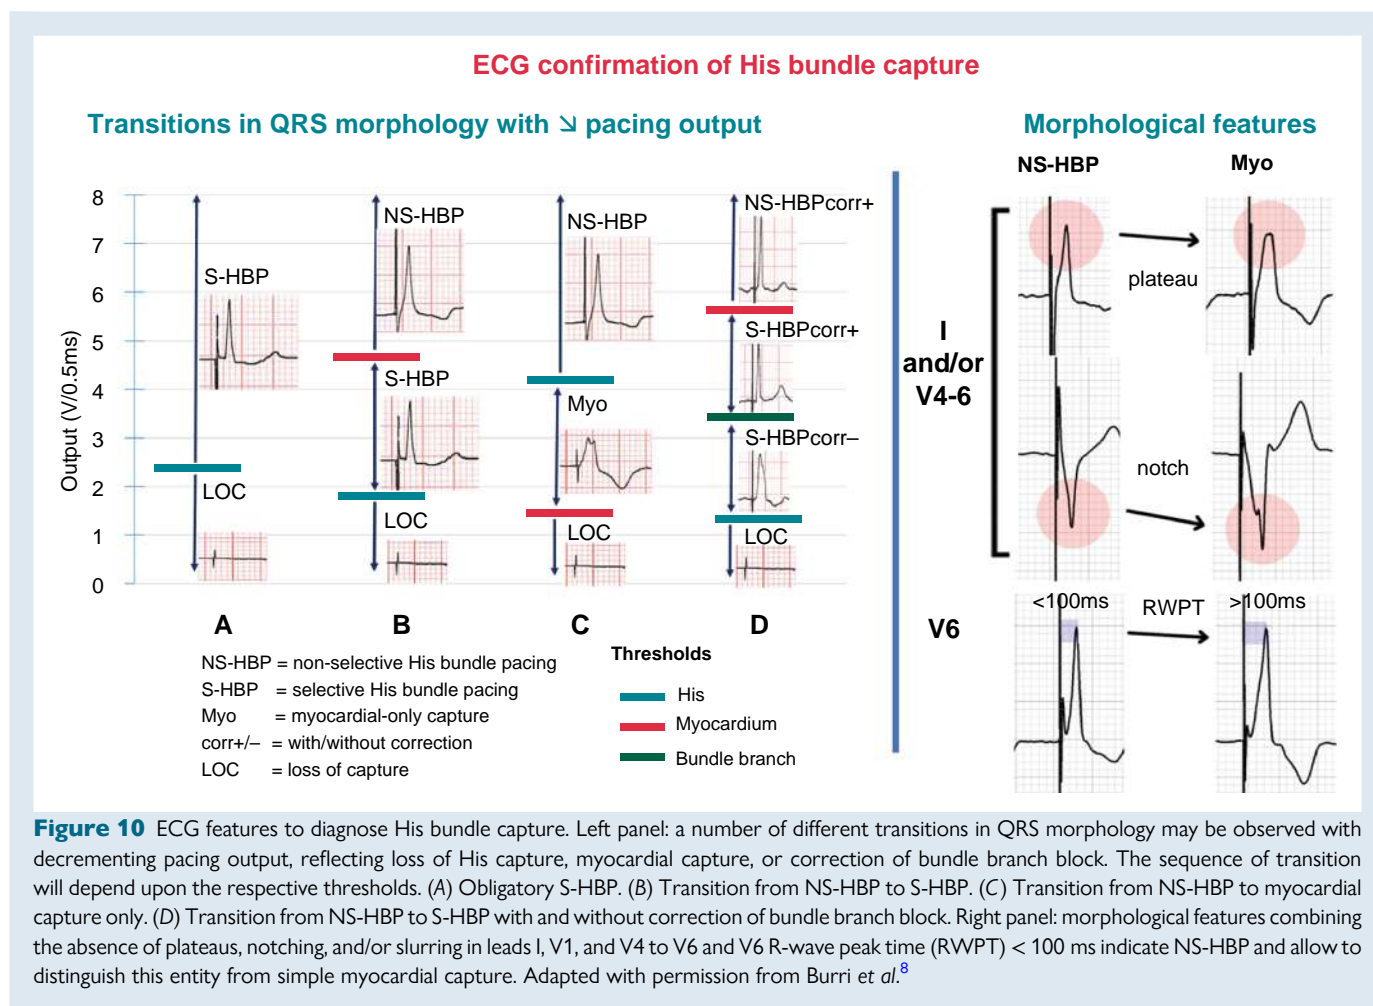 ECG confirmation of His bundle capture
Transitions in QRS morphology with ↘ pacing output
Output (V/0.5ms)
8
7
6
5
4
3
2
1
0
S-HBP
LOC
A
NS-HBP
S-HBP
LOC
B
NS-HBP
Myo
LOC
C
NS-HBPcorr+
S-HBPcorr+
S-HBPcorr–
LOC
D
NS-HBP = non-selective His bundle pacing
S-HBP = selective His bundle pacing
Myo = myocardial-only capture
corr+/– = with/without correction
LOC = loss of capture
Thresholds
His
Myocardium
Bundle branch
Morphological features
NS-HBP
Myo
I
and/or
V4-6
plateau
notch
V6
<100ms
RWPT
>100ms
Figure 10 ECG features to diagnose His bundle capture. Left panel: a number of different transitions in QRS morphology may be observed with
decrementing pacing output, reflecting loss of His capture, myocardial capture, or correction of bundle branch block. The sequence of transition
will depend upon the respective thresholds. (A) Obligatory S-HBP. (B) Transition from NS-HBP to S-HBP. (C) Transition from NS-HBP to myocardial
capture only. (D) Transition from NS-HBP to S-HBP with and without correction of bundle branch block. Right panel: morphological features combining
the absence of plateaus, notching, and/or slurring in leads I, V1, and V4 to V6 and V6 R-wave peak time (RWPT) < 100 ms indicate NS-HBP and allow to
distinguish this entity from simple myocardial capture. Adapted with permission from Burri et al.8